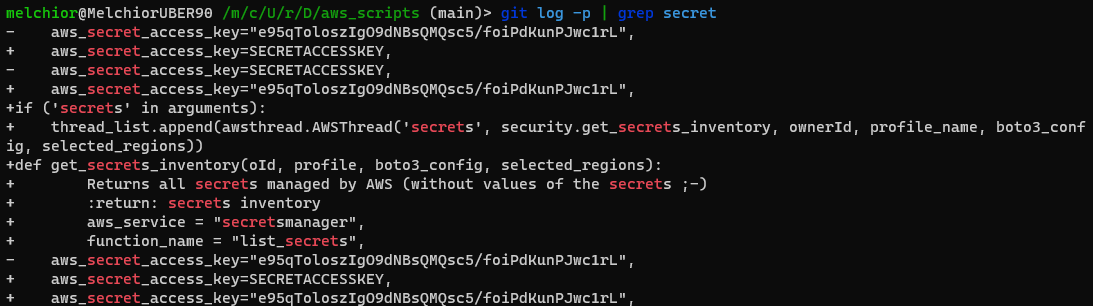 melchior@MelchiorUBER90 /m/c/U/r/D/aws_scripts (main)> git log -p | grep secret
-    aws_secret_access_key="e95qToloszIgO9dNBsQMQsc5/foiPdKunPJwc1rL",
+    aws_secret_access_key=SECRETACCESSKEY,
-    aws_secret_access_key=SECRETACCESSKEY,
+    aws_secret_access_key="e95qToloszIgO9dNBsQMQsc5/foiPdKunPJwc1rL",
+if ('secrets' in arguments):
+    thread_list.append(awsthread.AWSThread('secrets', security.get_secrets_inventory, ownerId, profile_name, boto3_conf
ig, selected_regions))
+def get_secrets_inventory(oId, profile, boto3_config, selected_regions):
+        Returns all secrets managed by AWS (without values of the secrets ;-)
+        :return: secrets inventory
+        aws_service = "secretsmanager",
+        function_name = "list_secrets",
-    aws_secret_access_key="e95qToloszIgO9dNBsQMQsc5/foiPdKunPJwc1rL",
+    aws_secret_access_key=SECRETACCESSKEY,
+    aws_secret_access_key="e95qToloszIgO9dNBsQMQsc5/foiPdKunPJwc1rL",